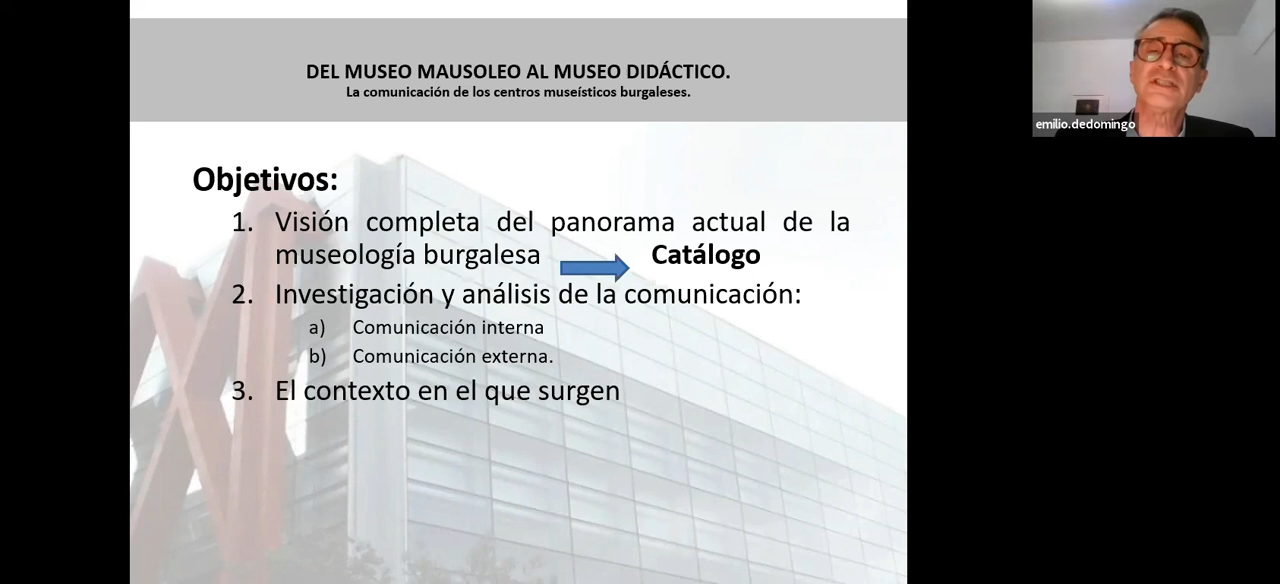 DEL MUSEO MAUSOLEO AL MUSEO DIDÁCTICO.
La comunicación de los centros museísticos burgaleses.
emilio.dedomingo
Objetivos:
1. Visión completa del panorama actual de la
museología burgalesa Catálogo
2. Investigación y análisis de la comunicación:
a) Comunicación interna
b) Comunicación externa.
3. El contexto en el que surgen